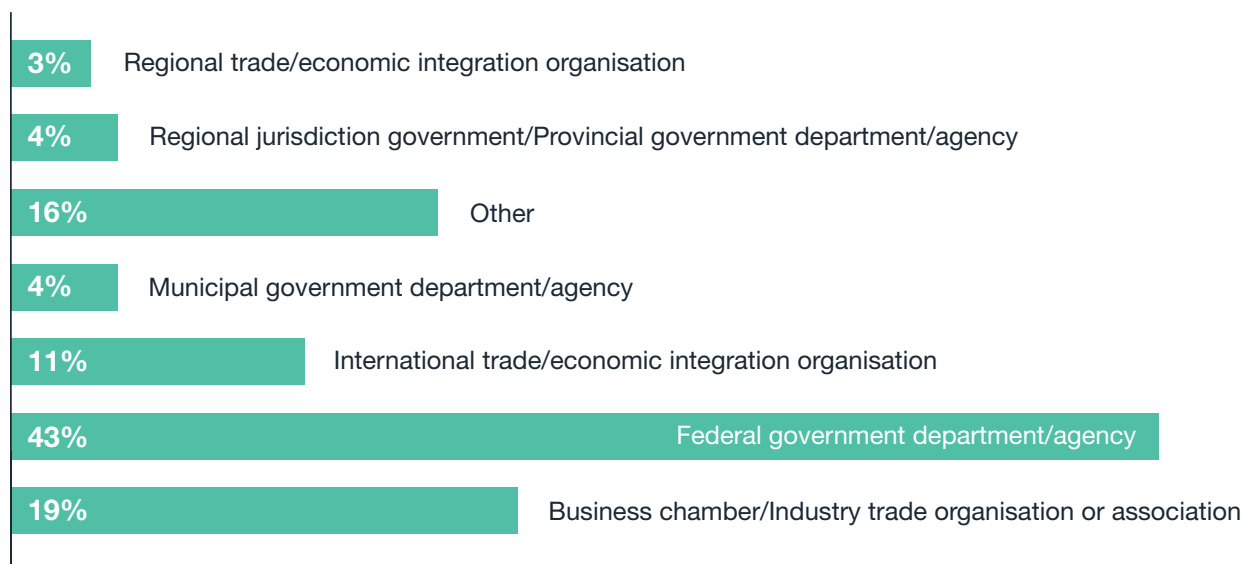 3% Regional trade/economic integration organisation
4% Regional jurisdiction government/Provincial government department/agency
16% Other
4% Municipal government department/agency
11% International trade/economic integration organisation
43% Federal government department/agency
19% Business chamber/Industry trade organisation or association